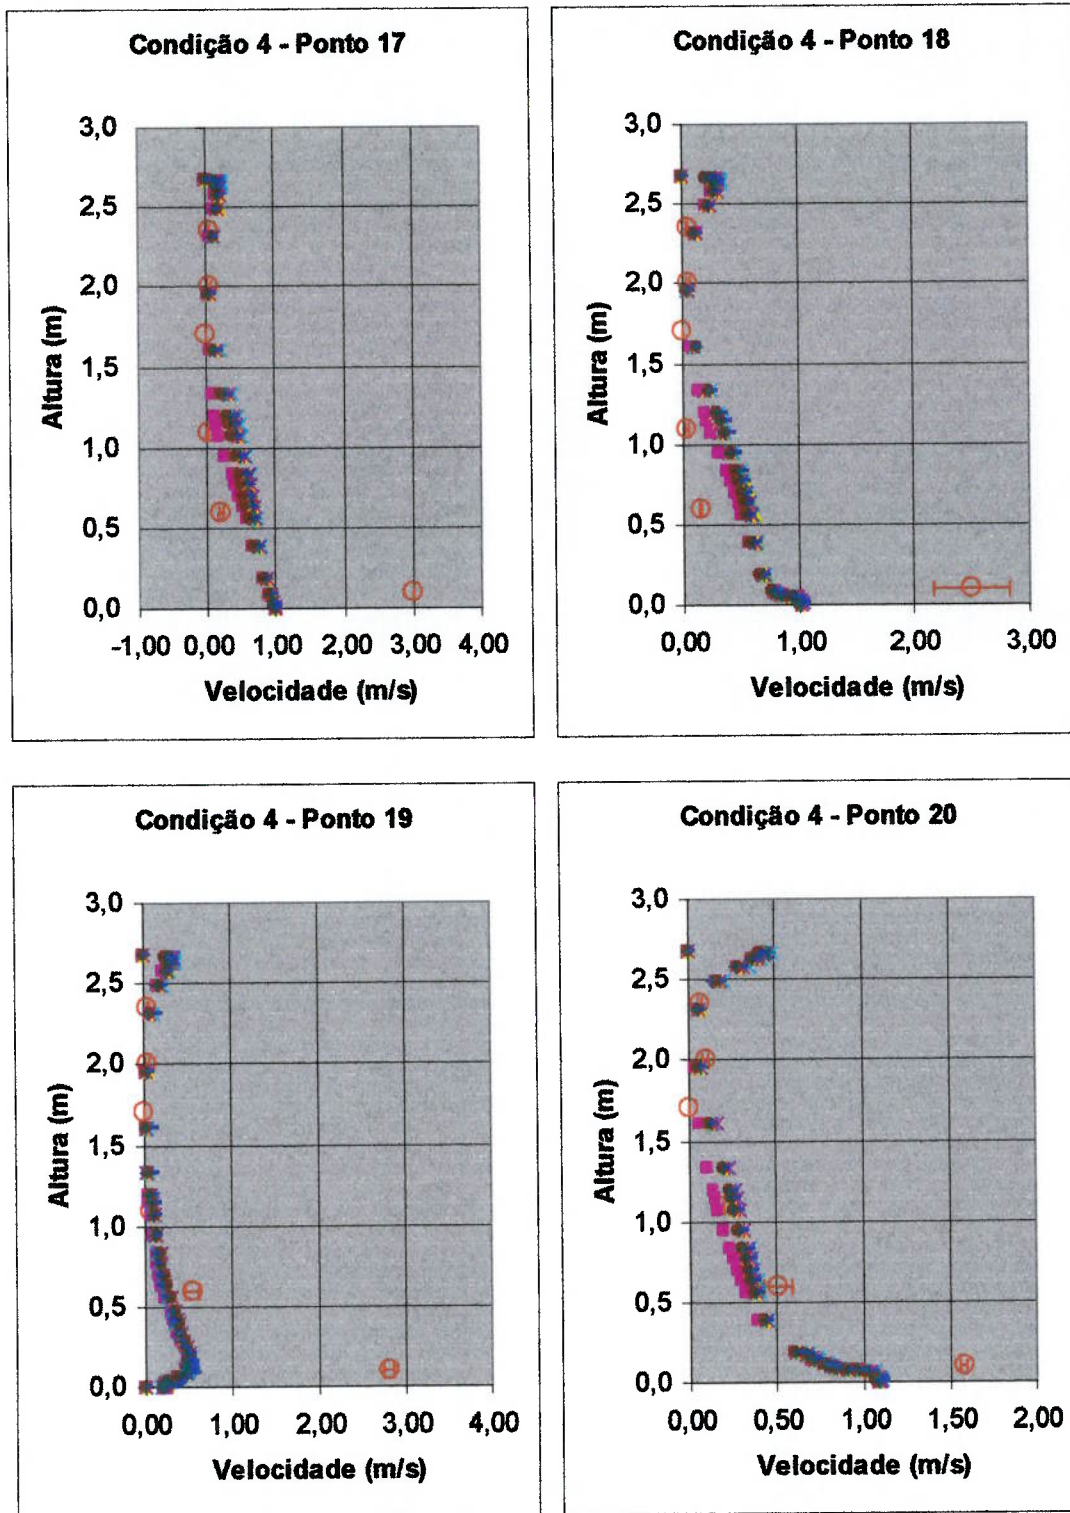 Condição 4 - Ponto 17
3,0
2,5
2,0
1,5
1,0
0,5
0,0
Altura (m)
-1,00 0,00 1,00 2,00 3,00 4,00
Velocidade (m/s)
Condição 4 - Ponto 18
3,0
2,5
2,0
1,5
1,0
0,5
0,0
Altura (m)
0,00 1,00 2,00 3,00
Velocidade (m/s)
Condição 4 - Ponto 19
3,0
2,5
2,0
1,5
1,0
0,5
0,0
Altura (m)
0,00 1,00 2,00 3,00 4,00
Velocidade (m/s)
Condição 4 - Ponto 20
3,0
2,5
2,0
1,5
1,0
0,5
0,0
Altura (m)
0,00 0,50 1,00 1,50 2,00
Velocidade (m/s)